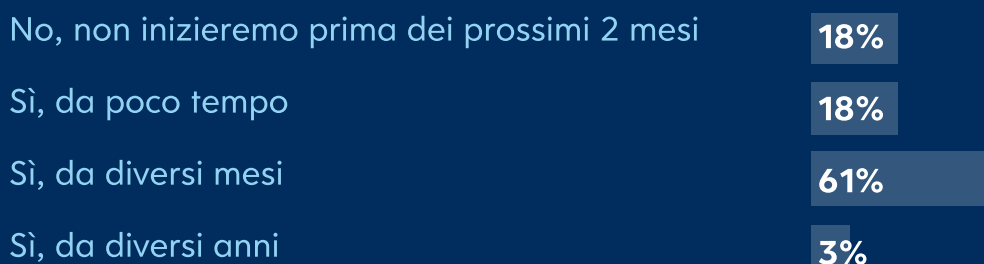 No, non inizieremo prima dei prossimi 2 mesi 18%
Sì, da poco tempo 18%
Sì, da diversi mesi 61%
Sì, da diversi anni 3%